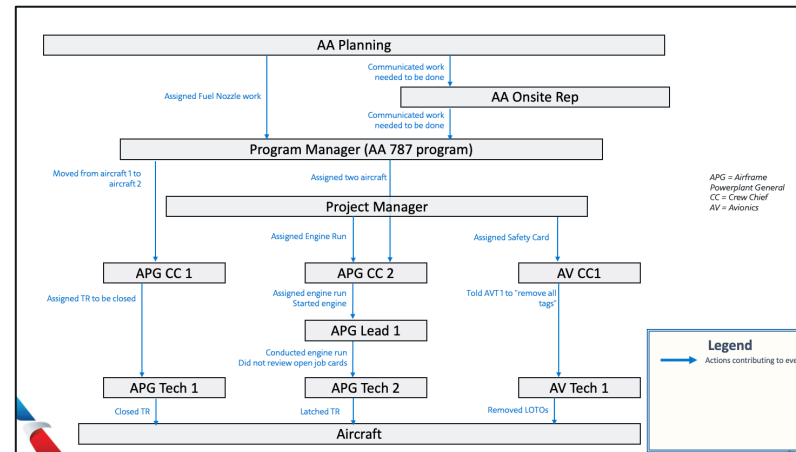 AA Planning
Communicated work
needed to be done
Assigned Fuel Nozzle work
AA Onsite Rep
Communicated work
needed to be done
Program Manager (AA 787 program)
Moved from aircraft 1 to
aircraft 2
Assigned two aircraft
APG = Airframe
Powerplant General
CC = Crew Chief
AV = Avionics
Project Manager
Assigned Engine Run
Assigned Safety Card
APG CC 1
APG CC 2
AV CC1
Assigned TR to be closed
Assigned engine run
Started engine
Told AVT1 to "remove all
tags"
APG Lead 1
Conducted engine run
Did not review open job cards
Legend
Actions contributing to eve
APG Tech 1
APG Tech 2
AV Tech 1
Closed TR
Latched TR
Removed LOTOs
Aircraft